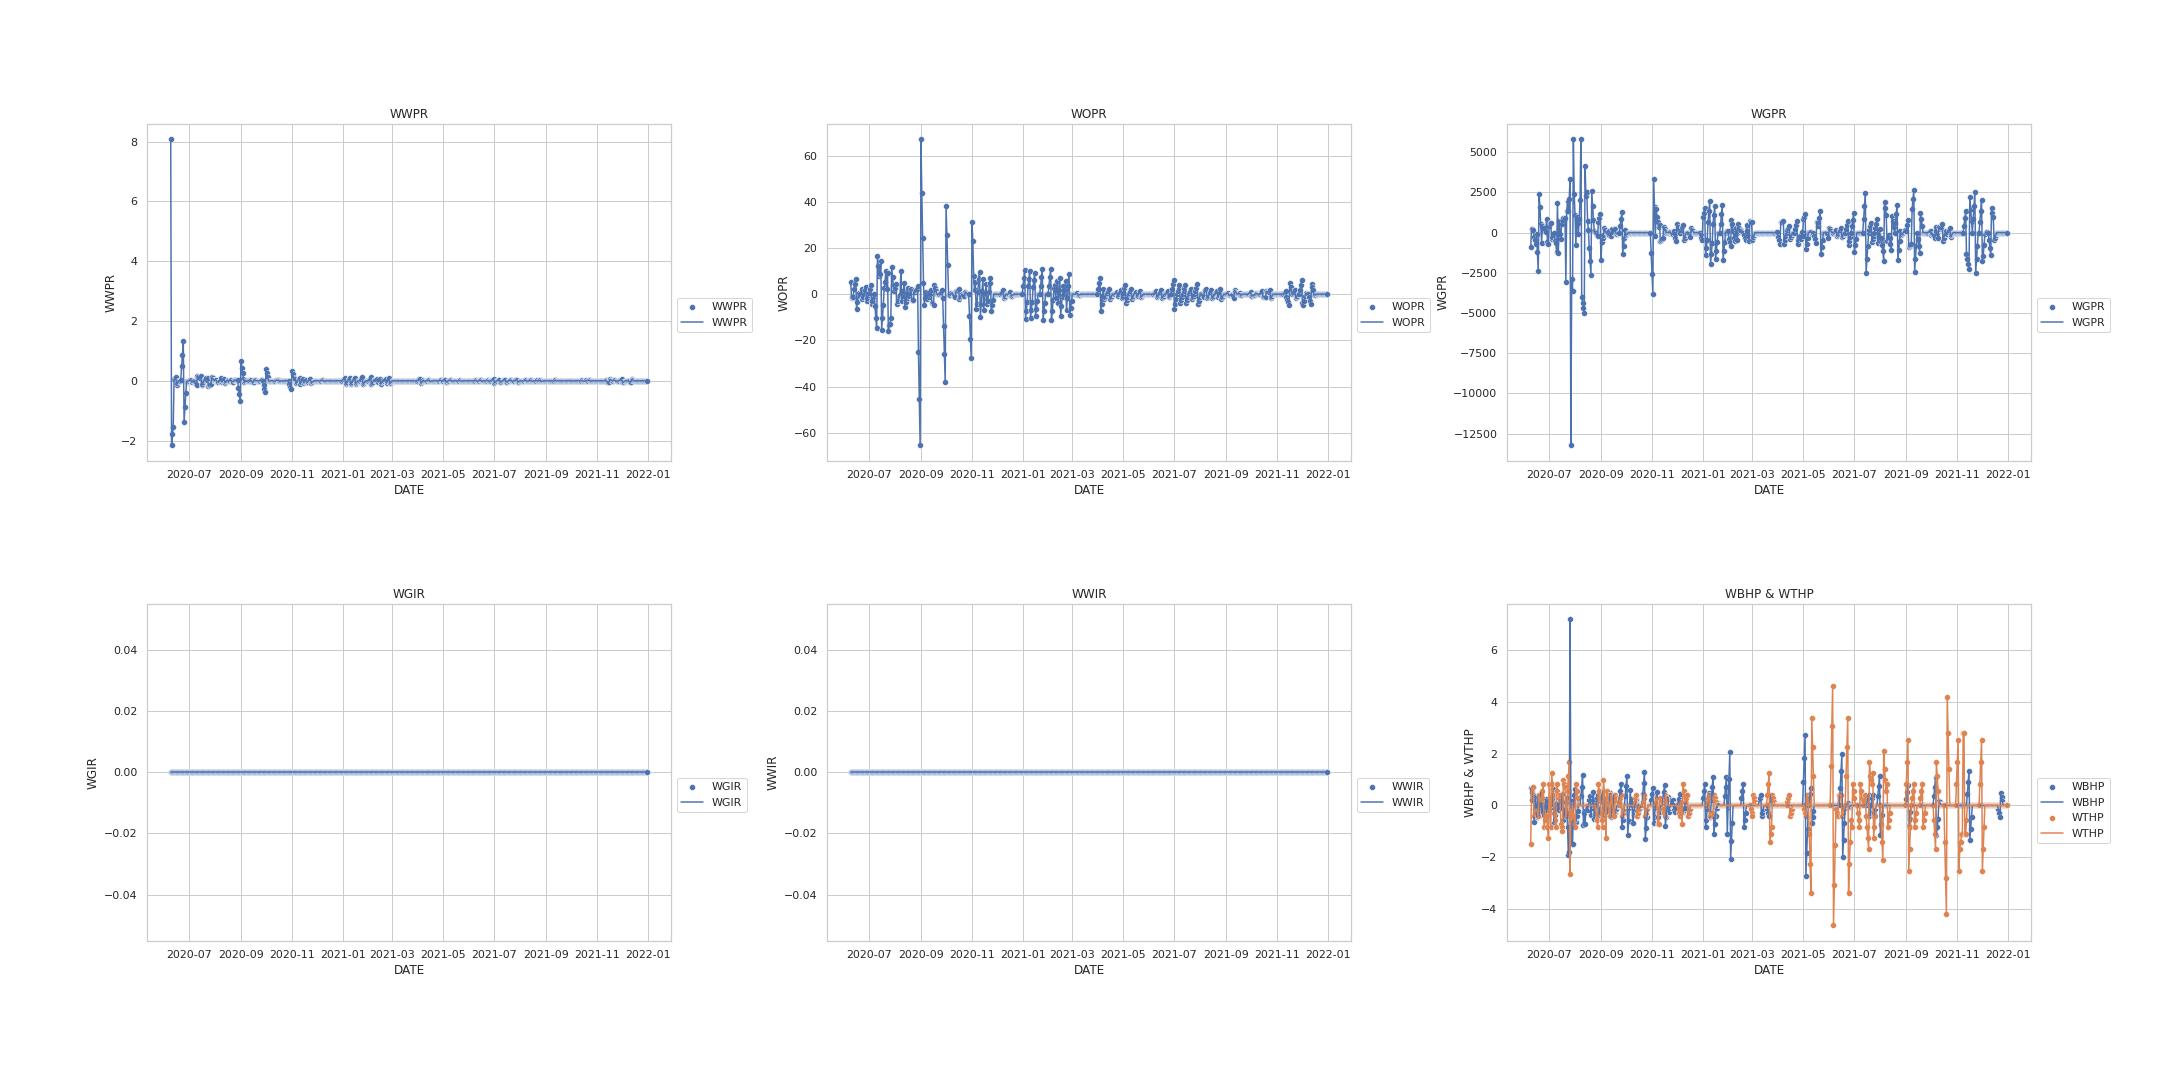 WWPR
WWPR
8
6
4
2
0
−2
2020-07 2020-09 2020-11 2021-01 2021-03 2021-05 2021-07 2021-09 2021-11 2022-01
DATE
WWPR
WWPR
WOPR
WOPR
60
40
20
0
−20
−40
−60
2020-07 2020-09 2020-11 2021-01 2021-03 2021-05 2021-07 2021-09 2021-11 2022-01
DATE
WOPR
WOPR
WGPR
WGPR
5000
2500
0
−2500
−5000
−7500
−10000
−12500
2020-07 2020-09 2020-11 2021-01 2021-03 2021-05 2021-07 2021-09 2021-11 2022-01
DATE
WGPR
WGPR
WGIR
WGIR
0.04
0.02
0.00
−0.02
−0.04
2020-07 2020-09 2020-11 2021-01 2021-03 2021-05 2021-07 2021-09 2021-11 2022-01
DATE
WGIR
WGIR
WWIR
WWIR
0.04
0.02
0.00
−0.02
−0.04
2020-07 2020-09 2020-11 2021-01 2021-03 2021-05 2021-07 2021-09 2021-11 2022-01
DATE
WWIR
WWIR
WBHP & WTHP
WBHP & WTHP
6
4
2
0
−2
−4
2020-07 2020-09 2020-11 2021-01 2021-03 2021-05 2021-07 2021-09 2021-11 2022-01
DATE
WBHP
WBHP
WTHP
WTHP